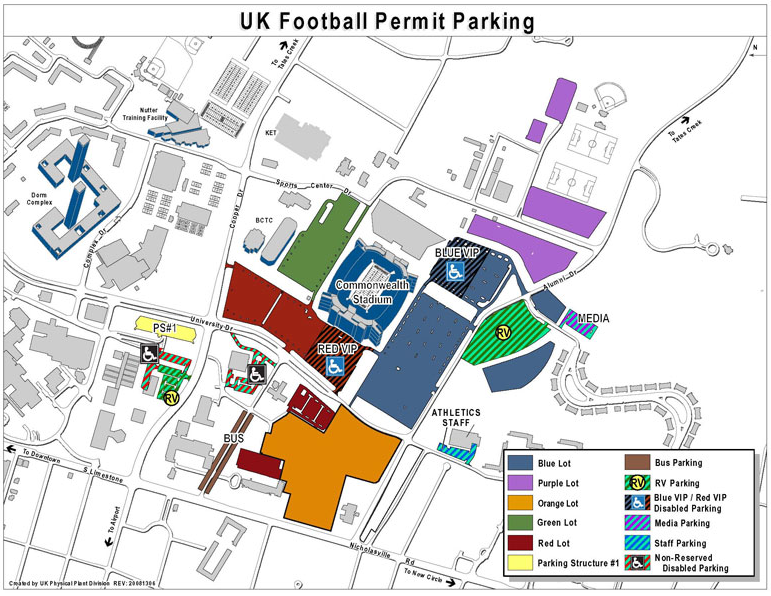 UK Football Permit Parking
To
Tates Creek
N
Nutter
Training Facility
KET
To
Tates Creek
Dorm
Complex
Sports Center Dr
Cooper Dr
BCTC
Complex Dr
BLUE VIP
Commonwealth
Stadium
Alumni Dr
MEDIA
PS#1
University Dr
RV
RED VIP
RV
ATHLETICS
STAFF
BUS
To Downtown
S Limestone
To Airport
Nicholasville Rd
To New Circle
Blue Lot
Purple Lot
Orange Lot
Green Lot
Red Lot
Parking Structure #1
Bus Parking
RV
RV Parking
Blue VIP / Red VIP
Disabled Parking
Media Parking
Staff Parking
Non-Reserved
Disabled Parking
Created by UK Physical Plant Division REV: 20081306